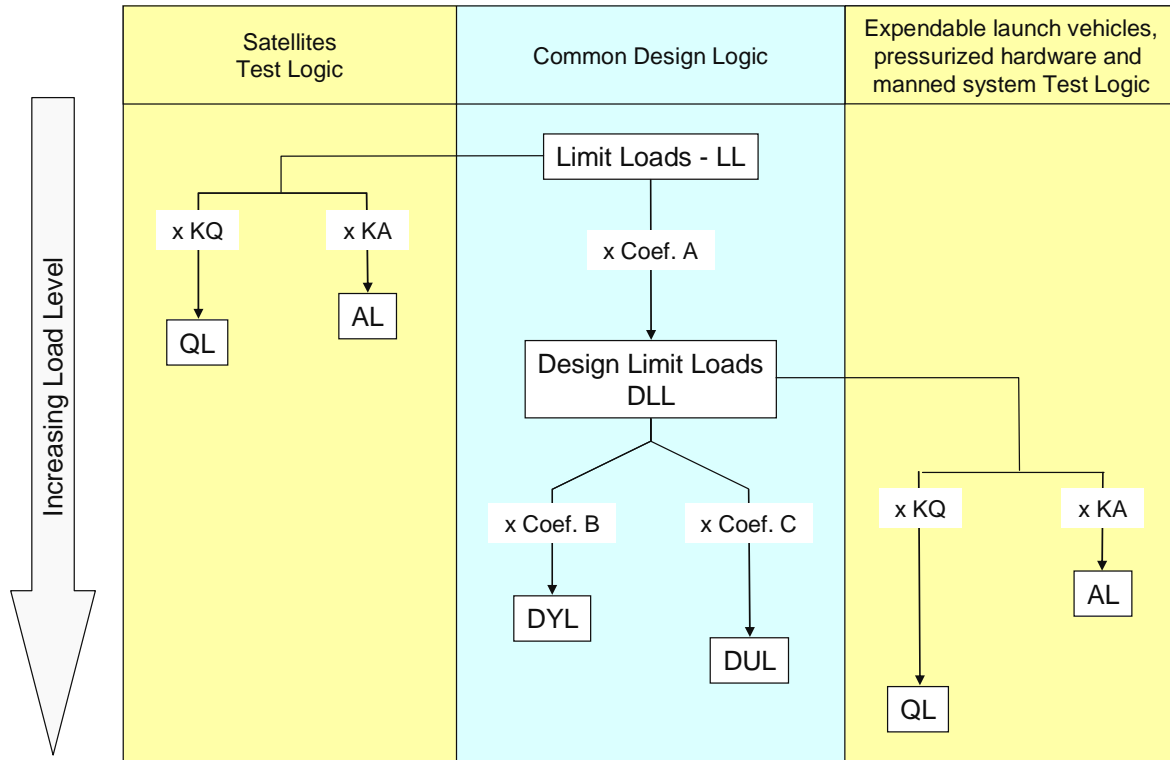 Satellites
Test Logic
Common Design Logic
Expendable launch vehicles,
pressurized hardware and
manned system Test Logic
Increasing Load Level
Limit Loads - LL
x KQ
x KA
x Coef. A
QL
AL
Design Limit Loads
DLL
x Coef. B
x Coef. C
x KQ
x KA
DYL
DUL
AL
QL